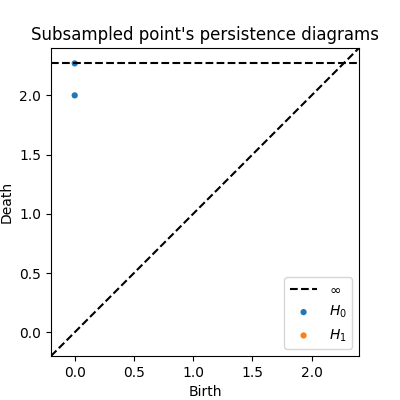 Subsampled point's persistence diagrams
2.0
1.5
1.0
0.5
0.0
Death
0.0 0.5 1.0 1.5 2.0
Birth
∞
H₀
H₁